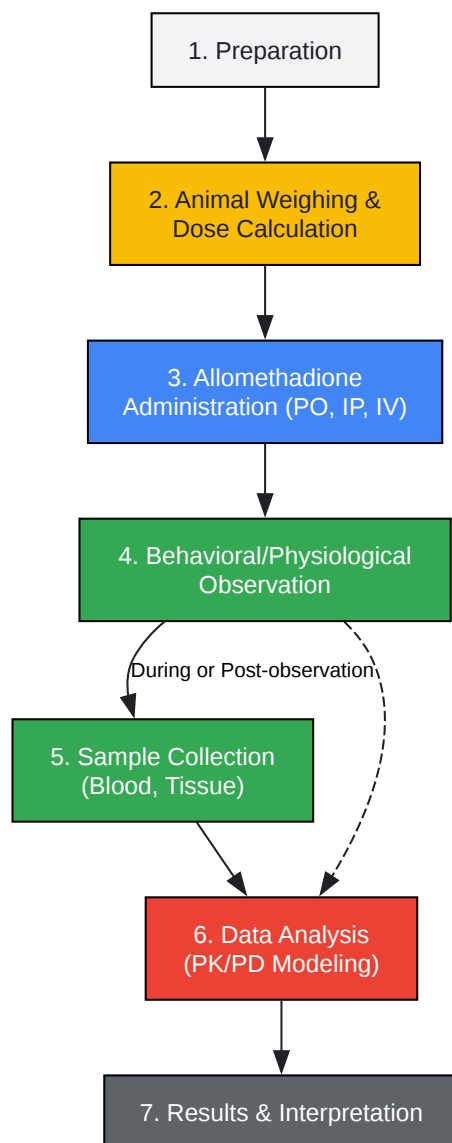 1. Preparation
2. Animal Weighing &
Dose Calculation
3. Allomethadione
Administration (PO, IP, IV)
4. Behavioral/Physiological
Observation
During or Post-observation
5. Sample Collection
(Blood, Tissue)
6. Data Analysis
(PK/PD Modeling)
7. Results & Interpretation